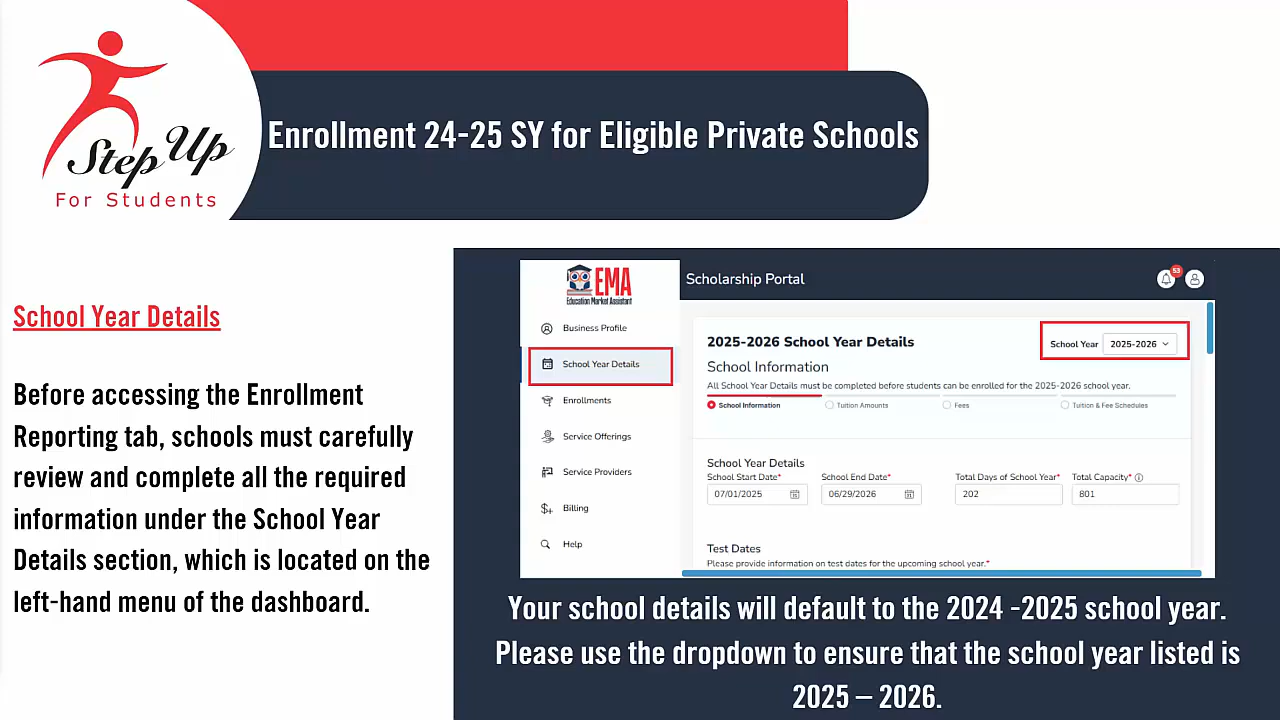 Step Up
For Students
Enrollment 24-25 SY for Eligible Private Schools
School Year Details
Before accessing the Enrollment
Reporting tab, schools must carefully
review and complete all the required
information under the School Year
Details section, which is located on the
left-hand menu of the dashboard.
EMA
Education Market Assistant
Scholarship Portal
53
Business Profile
School Year Details
Enrollments
Service Offerings
Service Providers
Billing
Help
2025-2026 School Year Details
School Year 2025-2026
School Information
All School Year Details must be completed before students can be enrolled for the 2025-2026 school year.
School Information Tuition Amounts Fees Tuition & Fee Schedules
School Year Details
School Start Date* School End Date* Total Days of School Year* Total Capacity*
07/01/2025 06/29/2026 202 801
Test Dates
Please provide information on test dates for the upcoming school year.*
Your school details will default to the 2024 -2025 school year.
Please use the dropdown to ensure that the school year listed is
2025 – 2026.